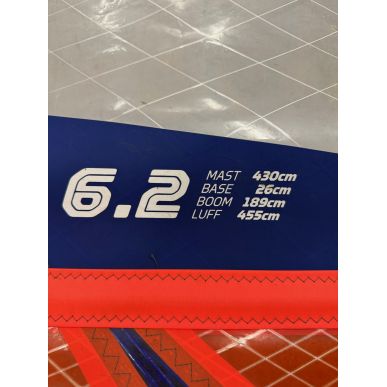 6.2
MAST 430cm
BASE 26cm
BOOM 189cm
LUFF 455cm